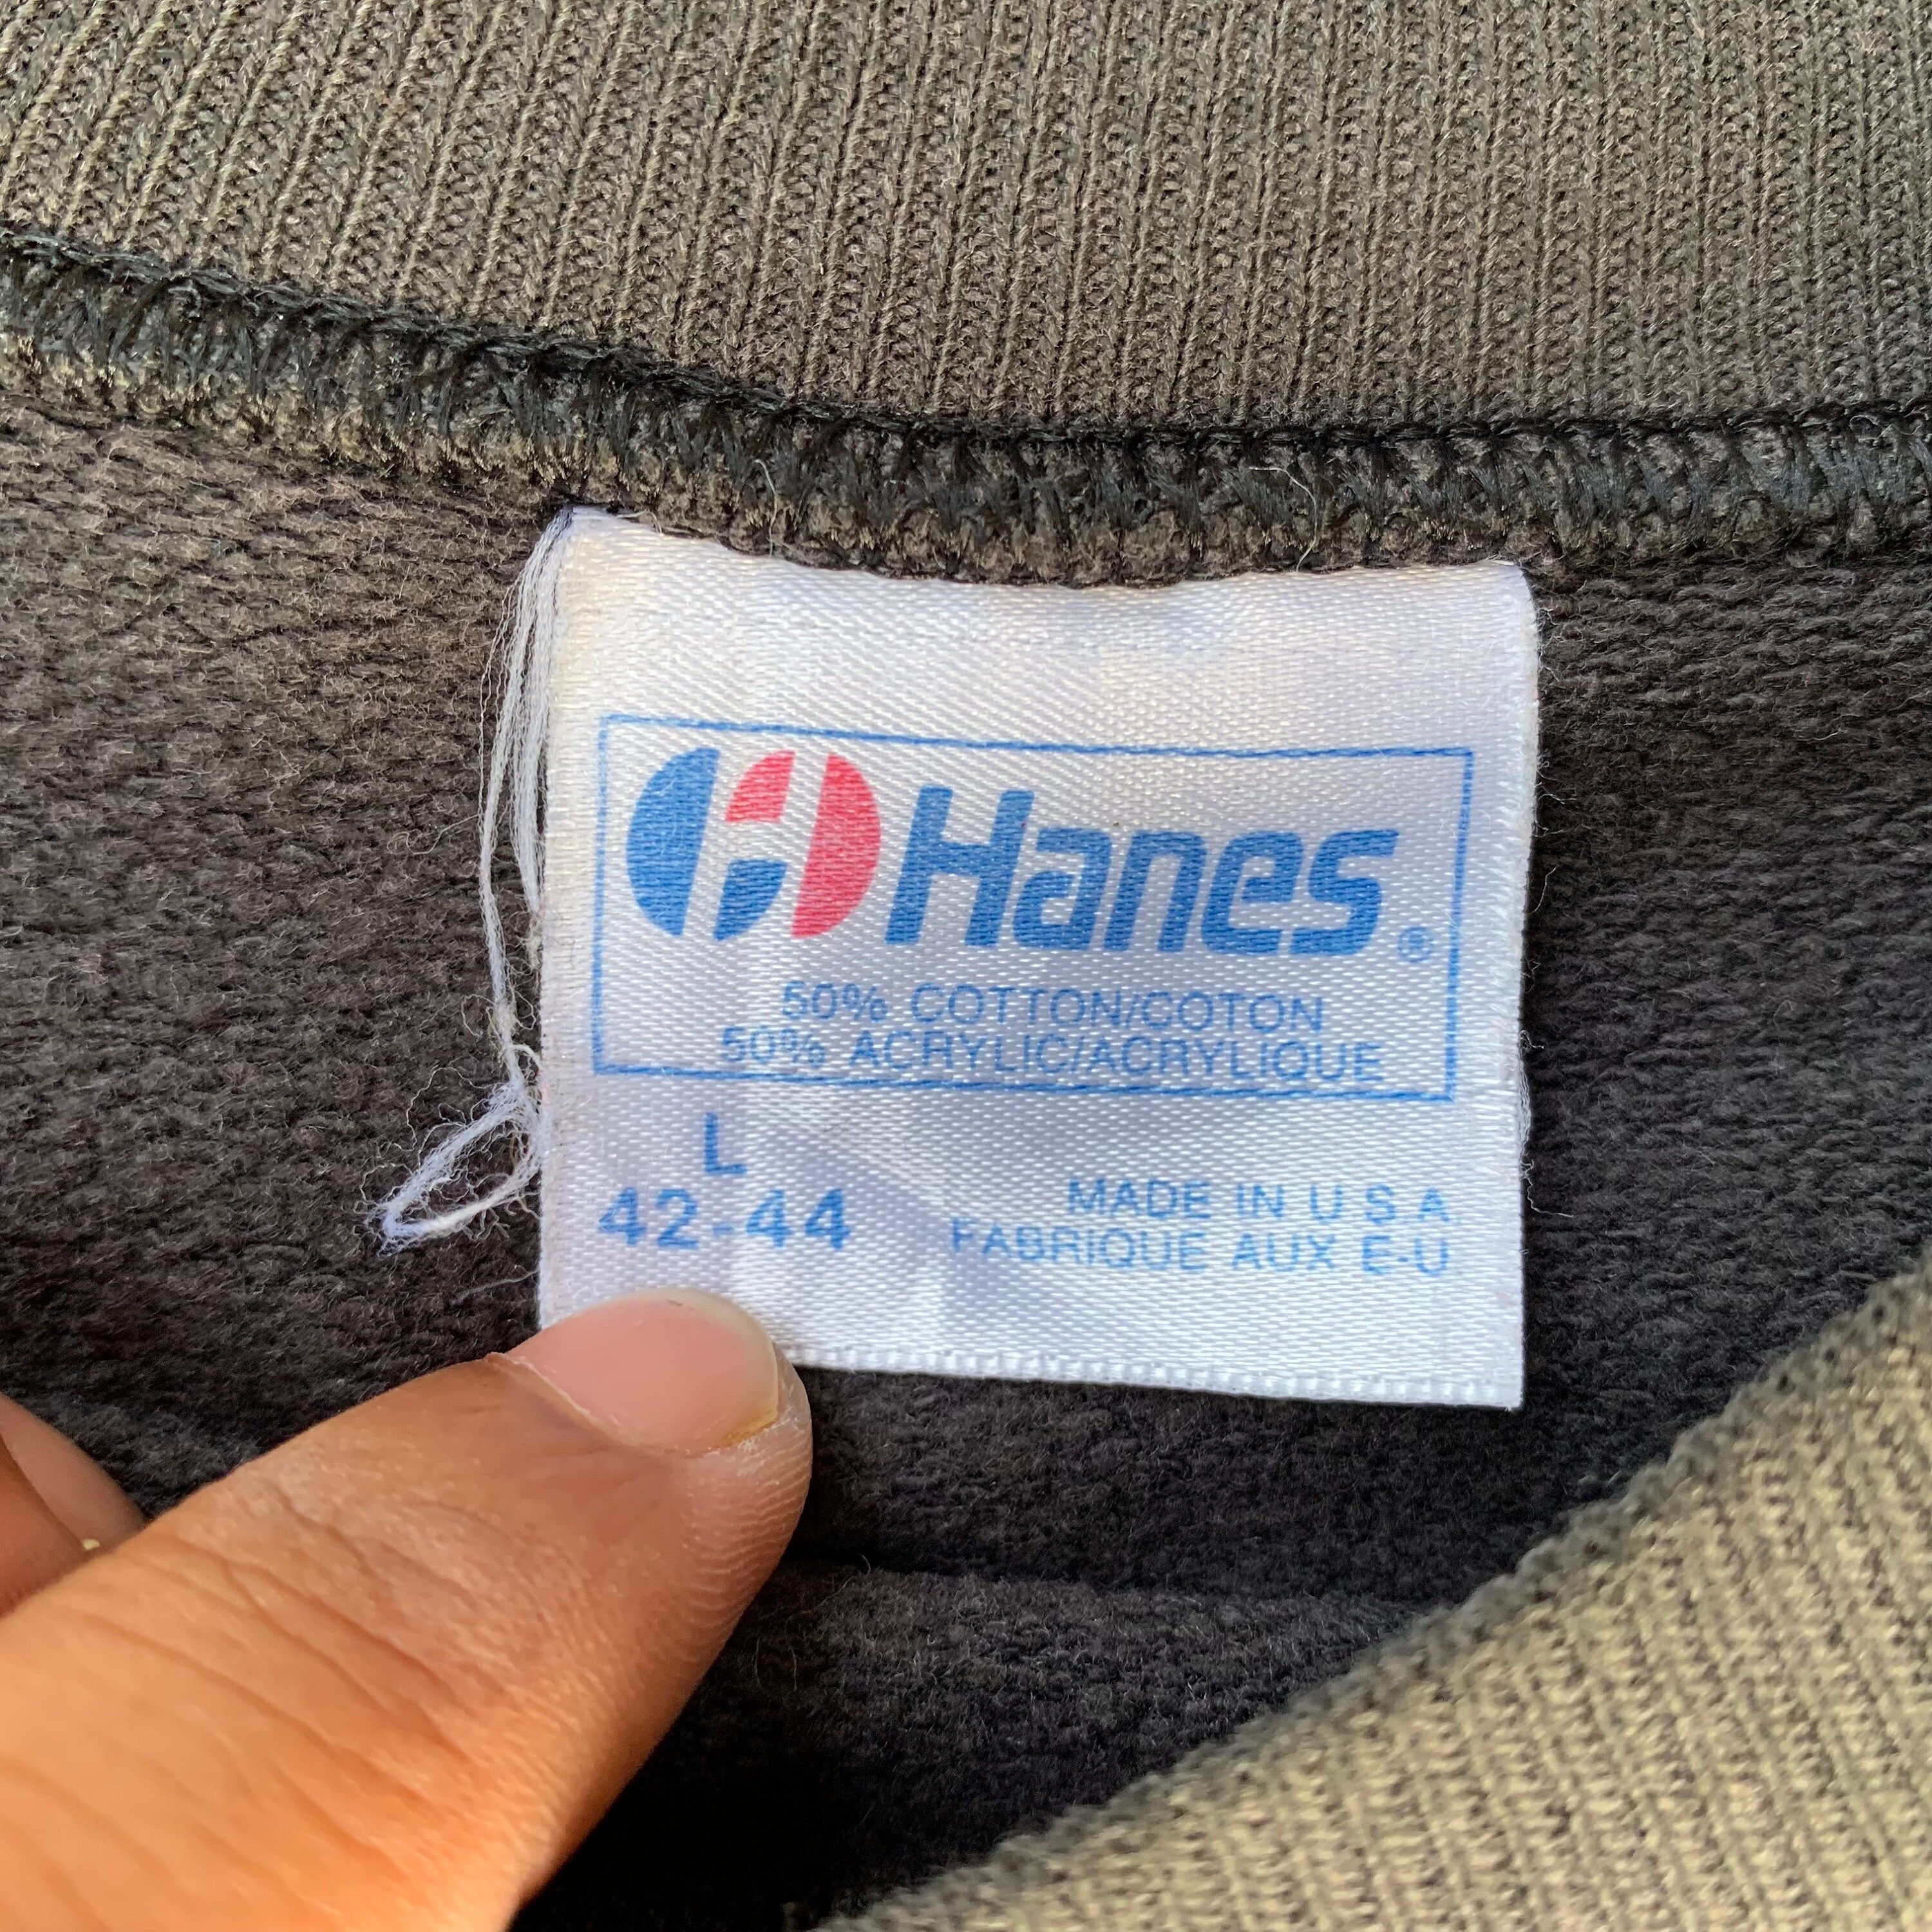 Hanes®
50% COTTON/COTON
50% ACRYLIC/ACRYLIQUE
L
42-44
MADE IN U.S.A.
FABRIQUE AUX E-U